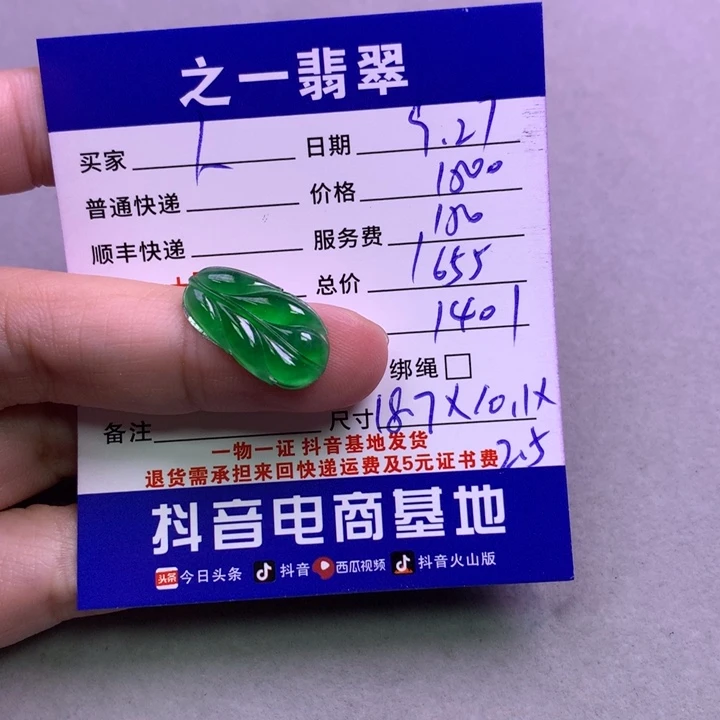 之一翡翠
买家 L 日期 9.27
普通快递 价格 1800
顺丰快递 服务费 180
总价 1655
1401
绑绳
备注 尺寸 18.7X10.1X
2.5
一物一证 抖音基地发货
退货需承担来回快递运费及5元证书费
抖音电商基地
头条 今日头条 抖音 西瓜视频 抖音火山版